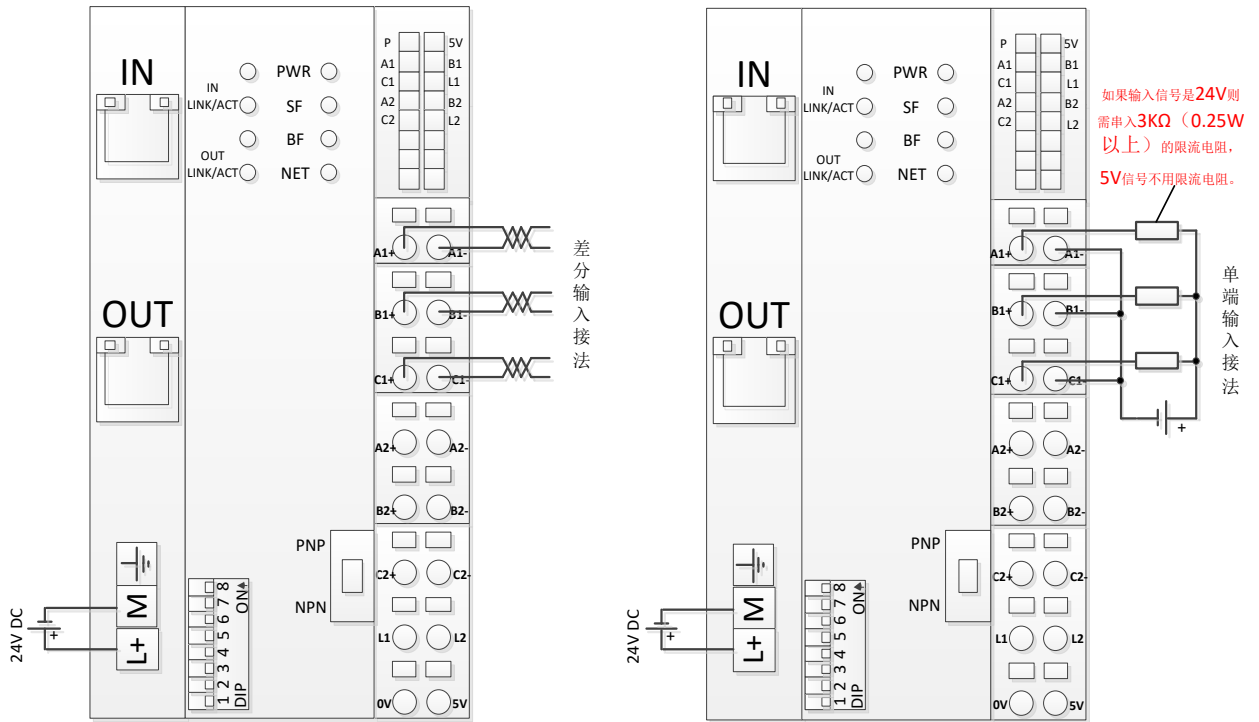 IN
OUT
IN
LINK/ACT
OUT
LINK/ACT
PWR
SF
BF
NET
P 5V
A1 B1
C1 L1
A2 B2
C2 L2
A1+ A1-
B1+ B1-
C1+ C1-
A2+ A2-
B2+ B2-
C2+ C2-
L1 L2
0V 5V
差分输入接法
PNP
NPN
M
L+
24V DC
+
1 2 3 4 5 6 7 8
DIP ON
IN
OUT
IN
LINK/ACT
OUT
LINK/ACT
PWR
SF
BF
NET
P 5V
A1 B1
C1 L1
A2 B2
C2 L2
如果输入信号是24V则
需串入3KΩ（0.25W
以上）的限流电阻，
5V信号不用限流电阻。
A1+ A1-
B1+ B1-
C1+ C1-
A2+ A2-
B2+ B2-
C2+ C2-
L1 L2
0V 5V
+
单端输入接法
PNP
NPN
M
L+
24V DC
+
1 2 3 4 5 6 7 8
DIP ON